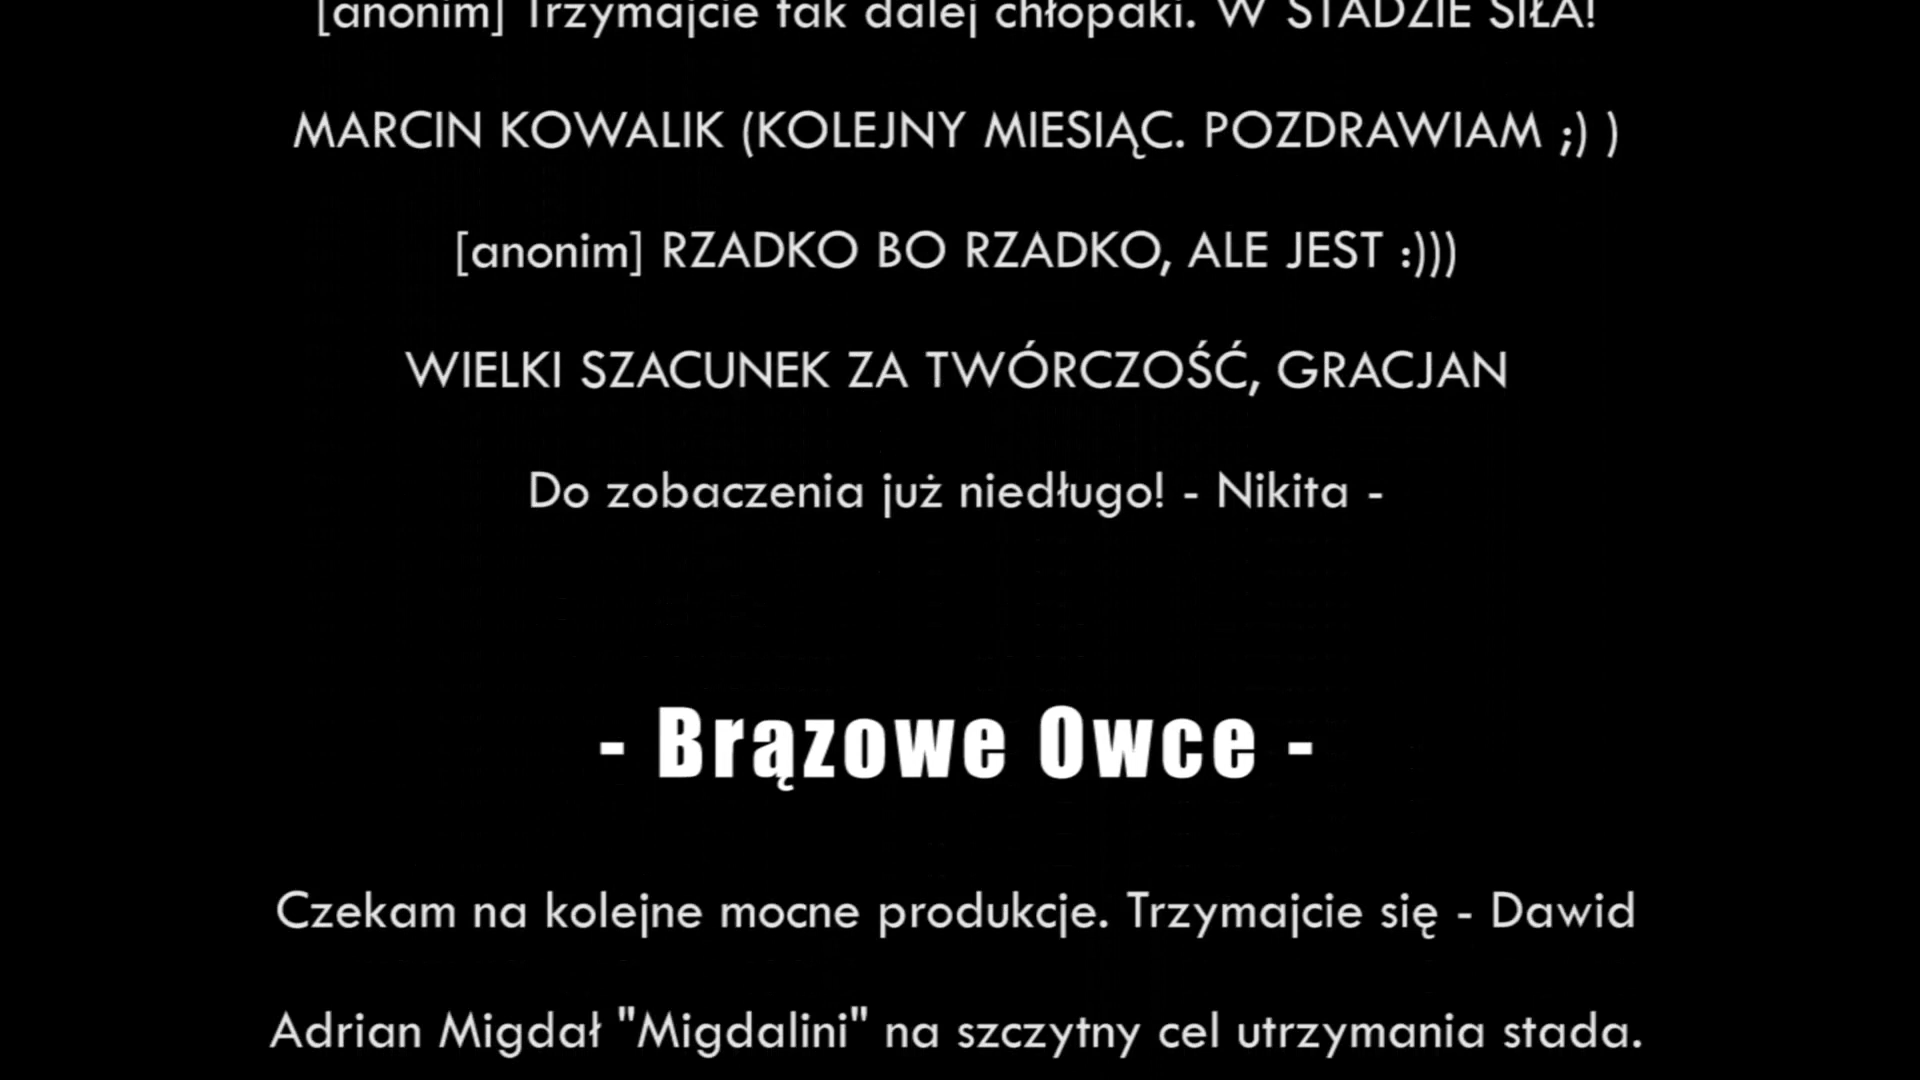 [anonim] Trzymajcie tak dalej chłopaki. W STADZIE SIŁA!
MARCIN KOWALIK (KOLEJNY MIESIĄC. POZDRAWIAM ;) )
[anonim] RZADKO BO RZADKO, ALE JEST :)))
WIELKI SZACUNEK ZA TWÓRCZOŚĆ, GRACJAN
Do zobaczenia już niedługo! - Nikita -
- Brązowe Owce -
Czekam na kolejne mocne produkcje. Trzymajcie się - Dawid
Adrian Migdał "Migdalini" na szczytny cel utrzymania stada.